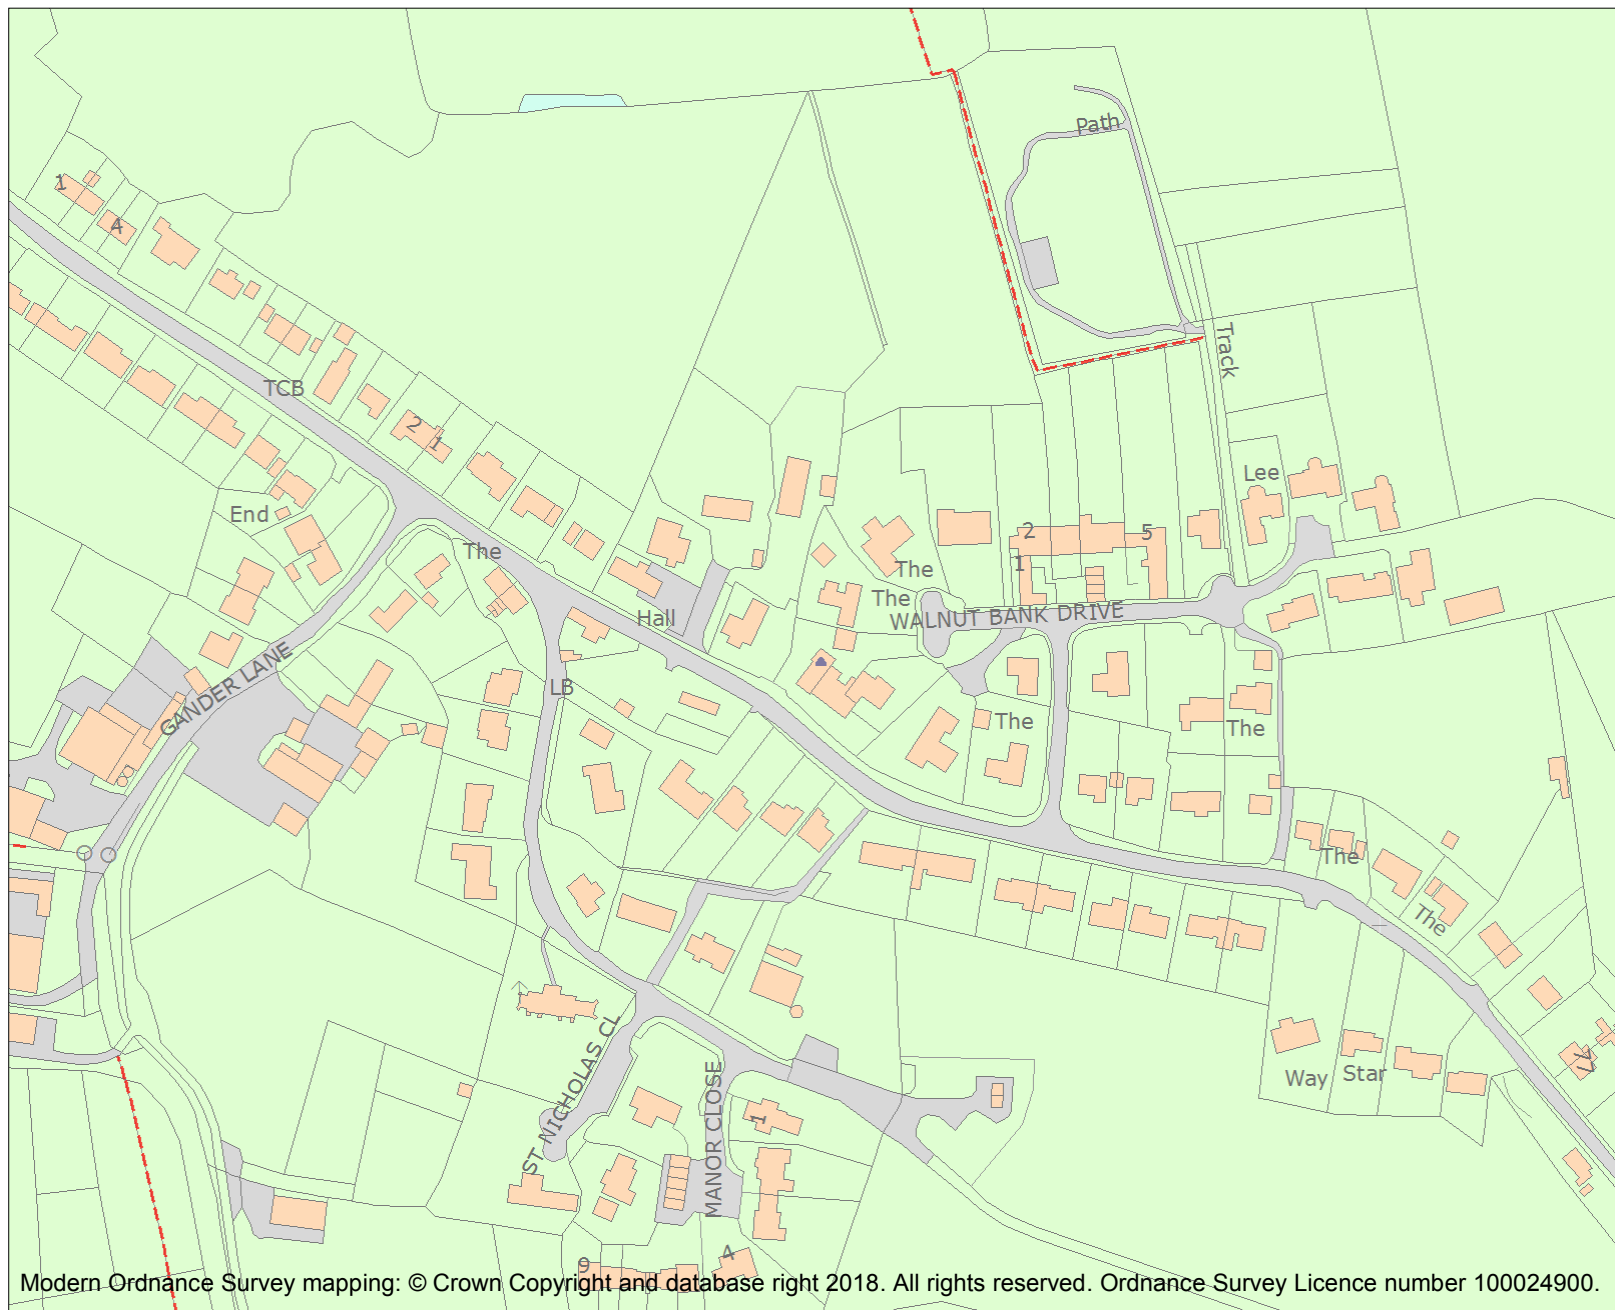 Path
1
4
Track
TCB
2
1
Lee
End
2
5
The
1
The
The
Hall
WALNUT BANK DRIVE
GANDER LANE
LB
The
The
The
The
ST NICHOLAS CL
MANOR CLOSE
Way
Star
77
1
4
9
Modern Ordnance Survey mapping: © Crown Copyright and database right 2018. All rights reserved. Ordnance Survey Licence number 100024900.